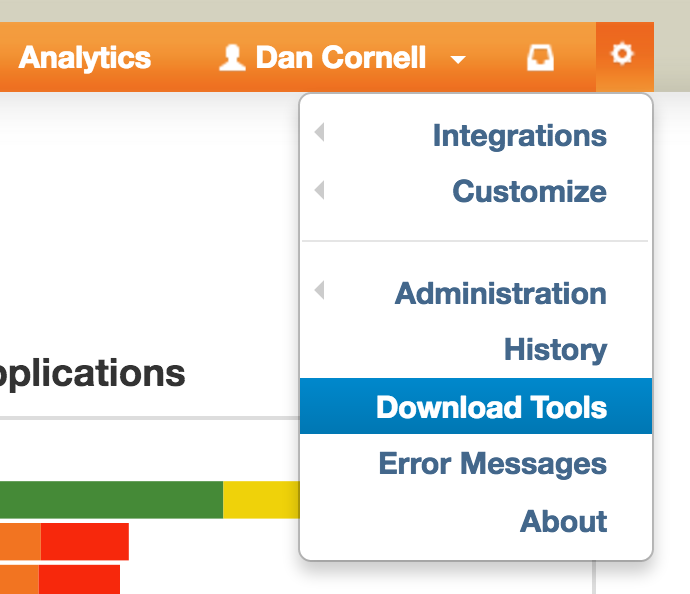 Analytics Dan Cornell
Integrations
Customize
Administration
History
pplications
Download Tools
Error Messages
About